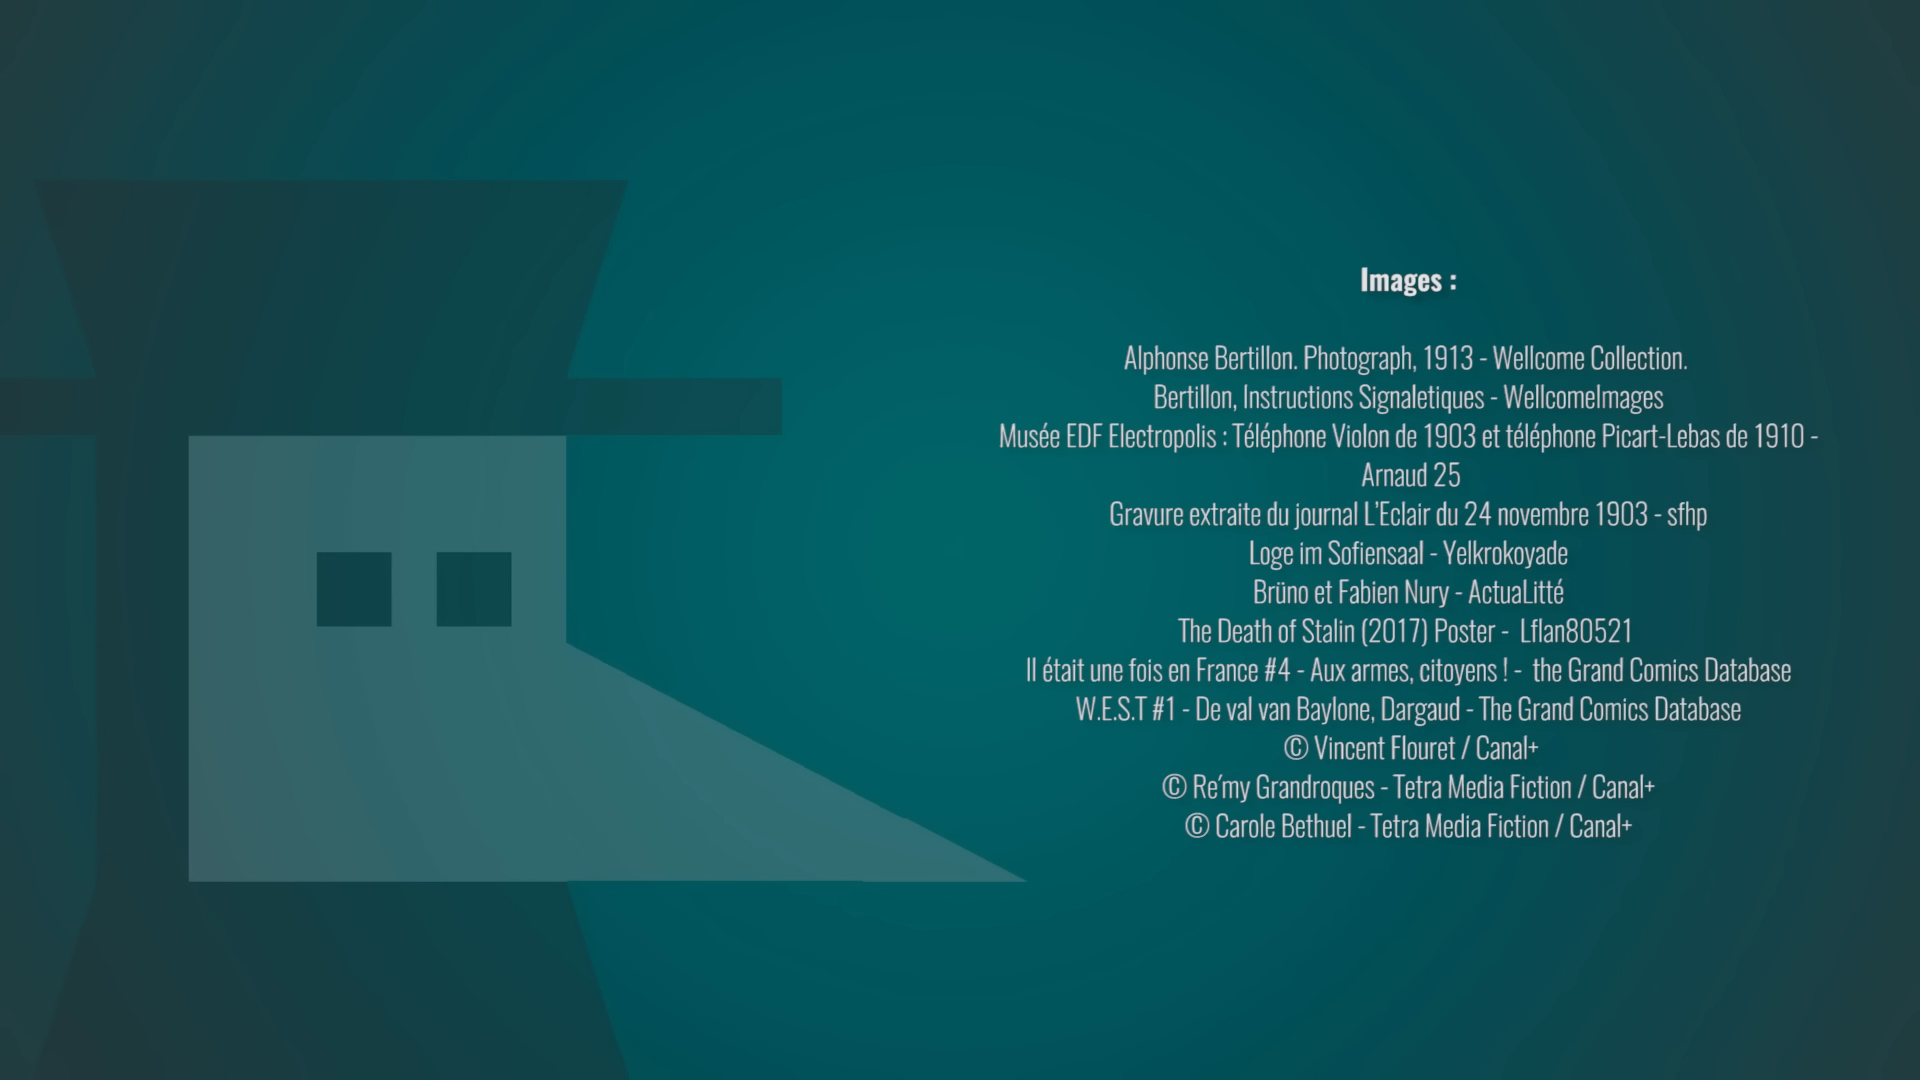 Images :
Alphonse Bertillon. Photograph, 1913 - Wellcome Collection.
Bertillon, Instructions Signaletiques - WellcomeImages
Musée EDF Electropolis : Téléphone Violon de 1903 et téléphone Picart-Lebas de 1910 -
Arnaud 25
Gravure extraite du journal L'Eclair du 24 novembre 1903 - sfhp
Loge im Sofiensaal - Yelkrokoyade
Brüno et Fabien Nury - ActuaLitté
The Death of Stalin (2017) Poster - Lflan80521
Il était une fois en France #4 - Aux armes, citoyens ! - the Grand Comics Database
W.E.S.T #1 - De val van Baylone, Dargaud - The Grand Comics Database
© Vincent Flouret / Canal+
© Re´my Grandroques - Tetra Media Fiction / Canal+
© Carole Bethuel - Tetra Media Fiction / Canal+